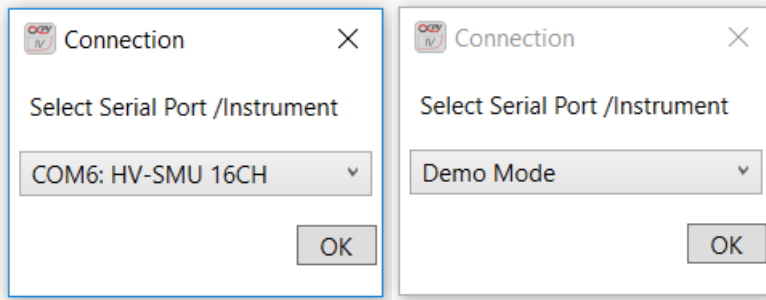 Connection
Select Serial Port /Instrument
COM6: HV-SMU 16CH
OK
Connection
Select Serial Port /Instrument
Demo Mode
OK